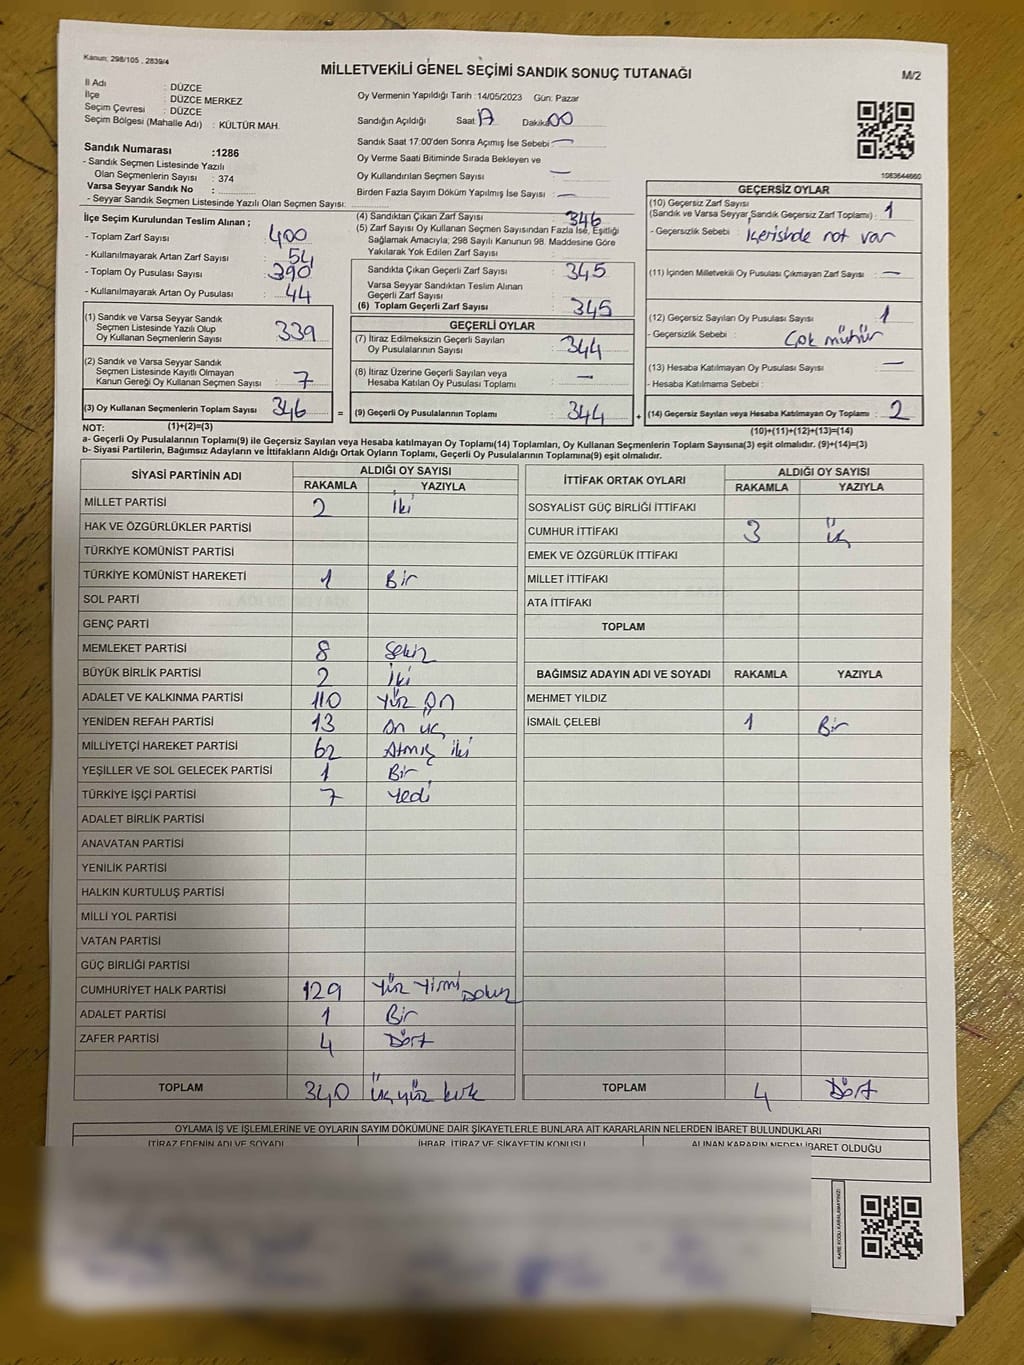 Kanun; 298/105 , 2839/4
MİLLETVEKİLİ GENEL SEÇİMİ SANDIK SONUÇ TUTANAĞI
M/2
İl Adı : DÜZCE
İlçe : DÜZCE MERKEZ
Seçim Çevresi : DÜZCE
Seçim Bölgesi (Mahalle Adı) : KÜLTÜR MAH.
Sandık Numarası :1286
- Sandık Seçmen Listesinde Yazılı
Olan Seçmenlerin Sayısı : 374
Varsa Seyyar Sandık No :
- Seyyar Sandık Seçmen Listesinde Yazılı Olan Seçmen Sayısı:
Oy Vermenin Yapıldığı Tarih :14/05/2023 Gün: Pazar
Sandığın Açıldığı Saat: 17 Dakika: 00
Sandık Saat 17:00'den Sonra Açımış İse Sebebi : —
Oy Verme Saati Bitiminde Sırada Bekleyen ve
Oy Kullandırılan Seçmen Sayısı : —
Birden Fazla Sayım Döküm Yapılmış İse Sayısı : —
1083644660
İlçe Seçim Kurulundan Teslim Alınan ;
- Toplam Zarf Sayısı : 400
- Kullanılmayarak Artan Zarf Sayısı : 54
- Toplam Oy Pusulası Sayısı : 390
- Kullanılmayarak Artan Oy Pusulası : 44
(1) Sandık ve Varsa Seyyar Sandık
Seçmen Listesinde Yazılı Olup
Oy Kullanan Seçmenlerin Sayısı : 339
(2) Sandık ve Varsa Seyyar Sandık
Seçmen Listesinde Kayıtlı Olmayan
Kanun Gereği Oy Kullanan Seçmen Sayısı : 7
(3) Oy Kullanan Seçmenlerin Toplam Sayısı : 346
(1)+(2)=(3)
(4) Sandıktan Çıkan Zarf Sayısı : 346
(5) Zarf Sayısı Oy Kullanan Seçmen Sayısından Fazla İse, Eşitliği
Sağlamak Amacıyla; 298 Sayılı Kanunun 98. Maddesine Göre
Yakılarak Yok Edilen Zarf Sayısı :
Sandıkta Çıkan Geçerli Zarf Sayısı : 345
Varsa Seyyar Sandıktan Teslim Alınan
Geçerli Zarf Sayısı :
(6) Toplam Geçerli Zarf Sayısı : 345
GEÇERLİ OYLAR
(7) İtiraz Edilmeksizin Geçerli Sayılan
Oy Pusulalarının Sayısı : 344
(8) İtiraz Üzerine Geçerli Sayılan veya
Hesaba Katılan Oy Pusulası Toplamı : —
= (9) Geçerli Oy Pusulalarının Toplamı : 344
GEÇERSİZ OYLAR
(10) Geçersiz Zarf Sayısı
(Sandık ve Varsa Seyyar Sandık Geçersiz Zarf Toplamı) : 1
- Geçersizlik Sebebi : İçerisinde not var
(11) İçinden Milletvekili Oy Pusulası Çıkmayan Zarf Sayısı : —
(12) Geçersiz Sayılan Oy Pusulası Sayısı : 1
- Geçersizlik Sebebi : Çok mühür
(13) Hesaba Katılmayan Oy Pusulası Sayısı : —
- Hesaba Katılmama Sebebi :
+ (14) Geçersiz Sayılan veya Hesaba Katılmayan Oy Toplamı : 2
(10)+(11)+(12)+(13)=(14)
NOT:
a- Geçerli Oy Pusulalarının Toplamı(9) ile Geçersiz Sayılan veya Hesaba katılmayan Oy Toplamı(14) Toplamları, Oy Kullanan Seçmenlerin Toplam Sayısına(3) eşit olmalıdır. (9)+(14)=(3)
b- Siyasi Partilerin, Bağımsız Adayların ve İttifakların Aldığı Ortak Oyların Toplamı, Geçerli Oy Pusulalarının Toplamına(9) eşit olmalıdır.
SİYASİ PARTİNİN ADI ALDIĞI OY SAYISI
RAKAMLA YAZIYLA
MİLLET PARTİSİ 2 İki
HAK VE ÖZGÜRLÜKLER PARTİSİ
TÜRKİYE KOMÜNİST PARTİSİ
TÜRKİYE KOMÜNİST HAREKETİ 1 Bir
SOL PARTİ
GENÇ PARTİ
MEMLEKET PARTİSİ 8 Sekiz
BÜYÜK BİRLİK PARTİSİ 2 İki
ADALET VE KALKINMA PARTİSİ 110 Yüz On
YENİDEN REFAH PARTİSİ 13 On üç
MİLLİYETÇİ HAREKET PARTİSİ 62 Atmış iki
YEŞİLLER VE SOL GELECEK PARTİSİ 1 Bir
TÜRKİYE İŞÇİ PARTİSİ 7 Yedi
ADALET BİRLİK PARTİSİ
ANAVATAN PARTİSİ
YENİLİK PARTİSİ
HALKIN KURTULUŞ PARTİSİ
MİLLİ YOL PARTİSİ
VATAN PARTİSİ
GÜÇ BİRLİĞİ PARTİSİ
CUMHURİYET HALK PARTİSİ 129 Yüz Yirmi Dokuz
ADALET PARTİSİ 1 Bir
ZAFER PARTİSİ 4 Dört
TOPLAM 340 Üç yüz kırk
İTTİFAK ORTAK OYLARI ALDIĞI OY SAYISI
RAKAMLA YAZIYLA
SOSYALİST GÜÇ BİRLİĞİ İTTİFAKI
CUMHUR İTTİFAKI 3 Üç
EMEK VE ÖZGÜRLÜK İTTİFAKI
MİLLET İTTİFAKI
ATA İTTİFAKI
TOPLAM
BAĞIMSIZ ADAYIN ADI VE SOYADI RAKAMLA YAZIYLA
MEHMET YILDIZ
İSMAİL ÇELEBİ 1 Bir
TOPLAM 4 Dört
OYLAMA İŞ VE İŞLEMLERİNE VE OYLARIN SAYIM DÖKÜMÜNE DAİR ŞİKAYETLERLE BUNLARA AİT KARARLARIN NELERDEN İBARET BULUNDUKLARI
İTİRAZ EDENİN ADI VE SOYADI İHBAR, İTİRAZ VE ŞİKAYETİN KONUSU ALINAN KARARIN NEDEN İBARET OLDUĞU
KARE KODU KARALAMAYINIZ!